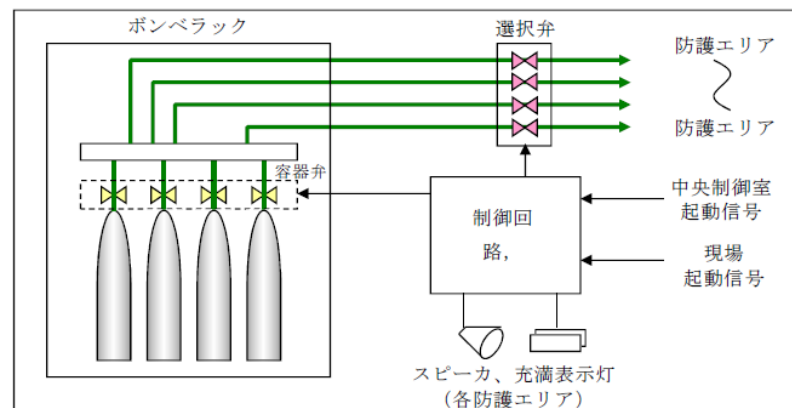 ボンベラック
選択弁
防護エリア
防護エリア
容器弁
中央制御室
起動信号
制御回
路，
現場
起動信号
スピーカ、充満表示灯
（各防護エリア）